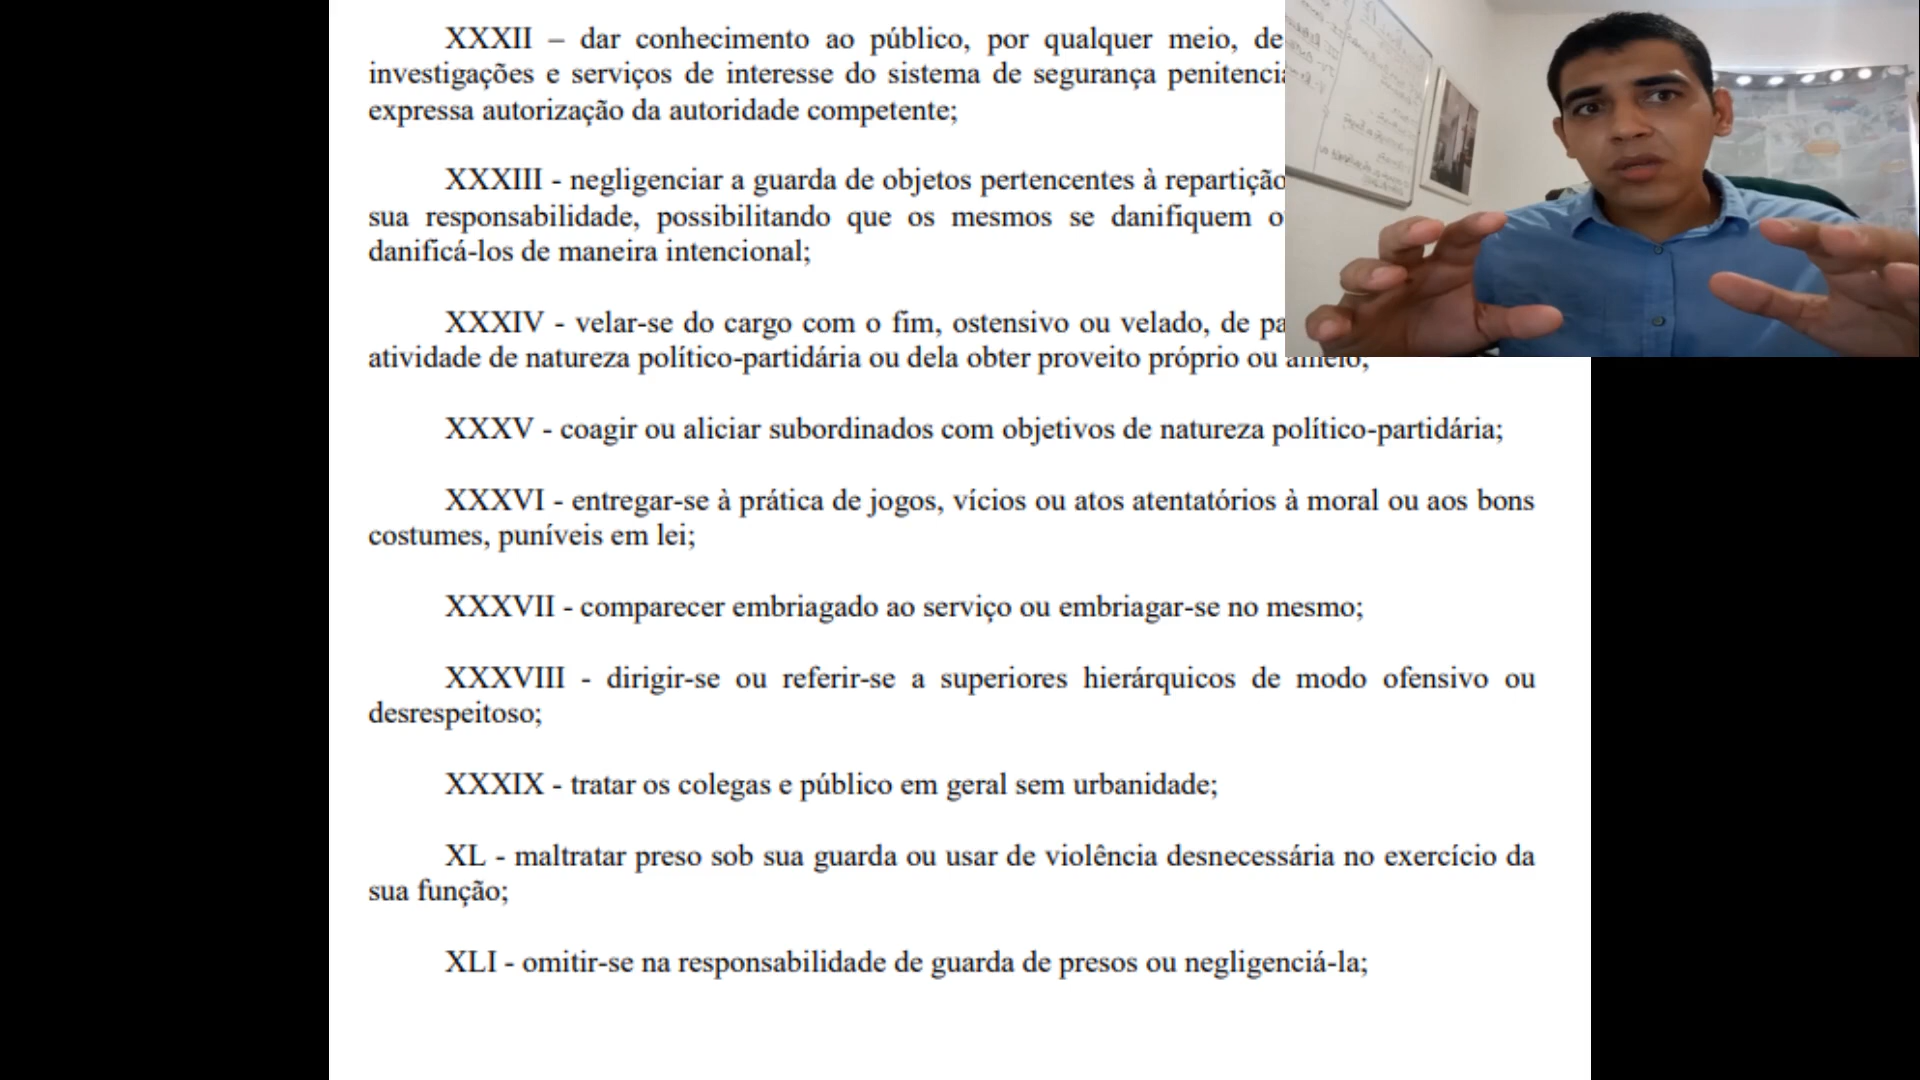 XXXII – dar conhecimento ao público, por qualquer meio, de
investigações e serviços de interesse do sistema de segurança
expressa autorização da autoridade competente;
XXXIII - negligenciar a guarda de objetos pertencentes à repartição
sua responsabilidade, possibilitando que os mesmos se danifiquem
danificá-los de maneira intencional;
XXXIV - velar-se do cargo com o fim, ostensivo ou velado, de
atividade de natureza político-partidária ou dela obter proveito próprio ou
XXXV - coagir ou aliciar subordinados com objetivos de natureza político-partidária;
XXXVI - entregar-se à prática de jogos, vícios ou atos atentatórios à moral ou aos bons
costumes, puníveis em lei;
XXXVII - comparecer embriagado ao serviço ou embriagar-se no mesmo;
XXXVIII - dirigir-se ou referir-se a superiores hierárquicos de modo ofensivo ou
desrespeitoso;
XXXIX - tratar os colegas e público em geral sem urbanidade;
XL - maltratar preso sob sua guarda ou usar de violência desnecessária no exercício da
sua função;
XLI - omitir-se na responsabilidade de guarda de presos ou negligenciá-la;